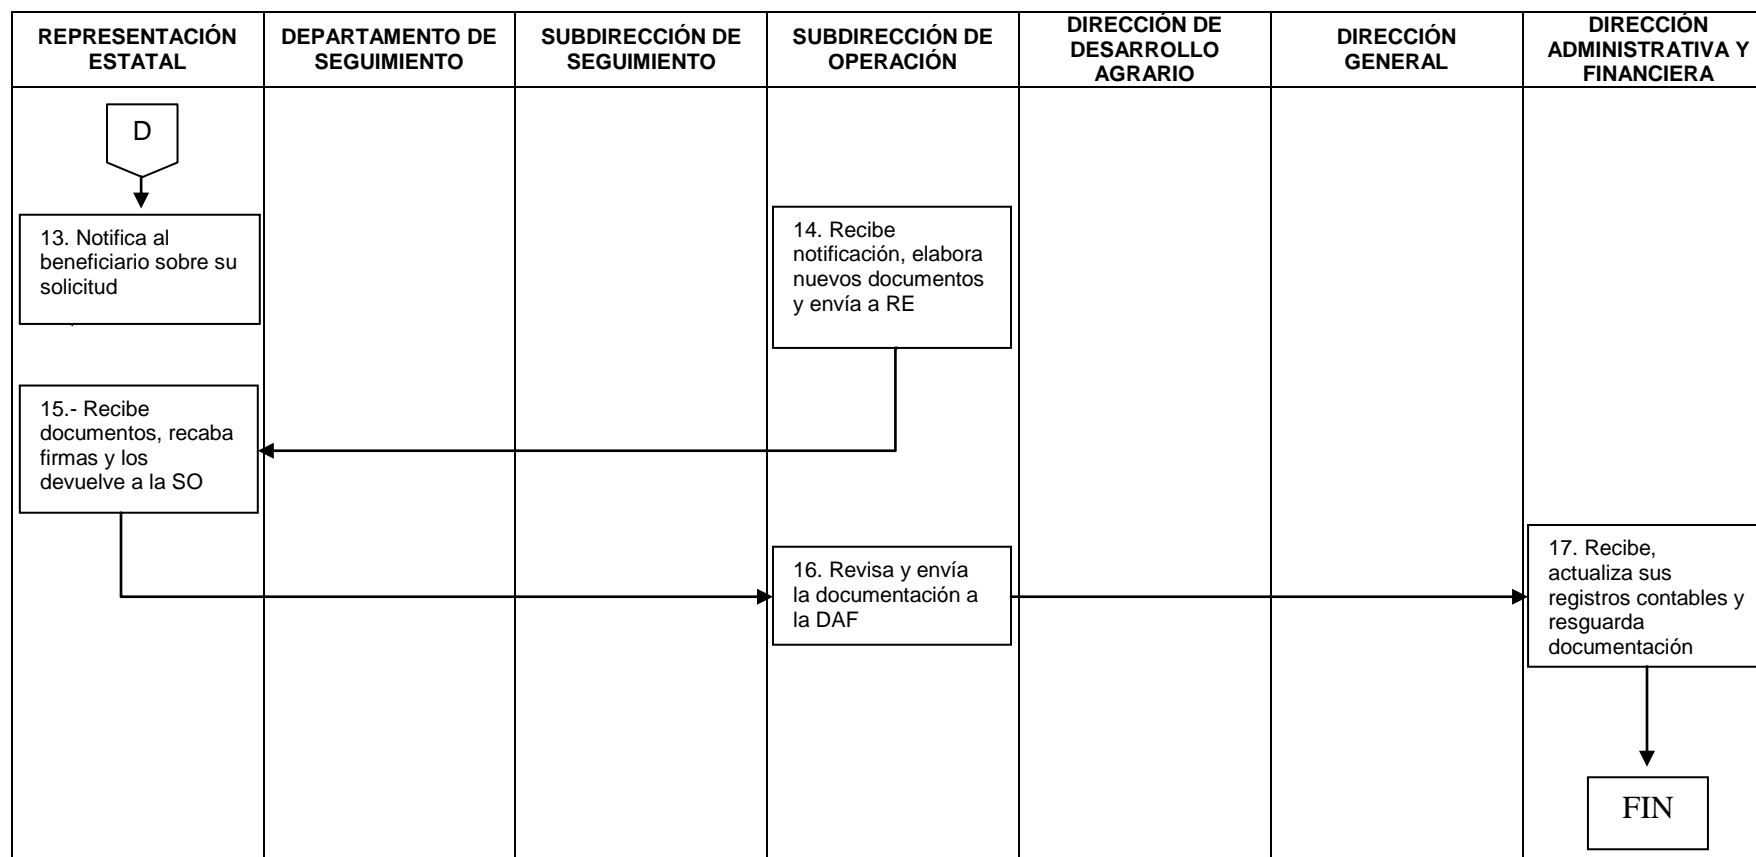 REPRESENTACIÓN
ESTATAL
DEPARTAMENTO DE
SEGUIMIENTO
SUBDIRECCIÓN DE
SEGUIMIENTO
SUBDIRECCIÓN DE
OPERACIÓN
DIRECCIÓN DE
DESARROLLO
AGRARIO
DIRECCIÓN
GENERAL
DIRECCIÓN
ADMINISTRATIVA Y
FINANCIERA
D
13. Notifica al
beneficiario sobre su
solicitud
14. Recibe
notificación, elabora
nuevos documentos
y envía a RE
15.- Recibe
documentos, recaba
firmas y los
devuelve a la SO
16. Revisa y envía
la documentación a
la DAF
17. Recibe,
actualiza sus
registros contables y
resguarda
documentación
FIN